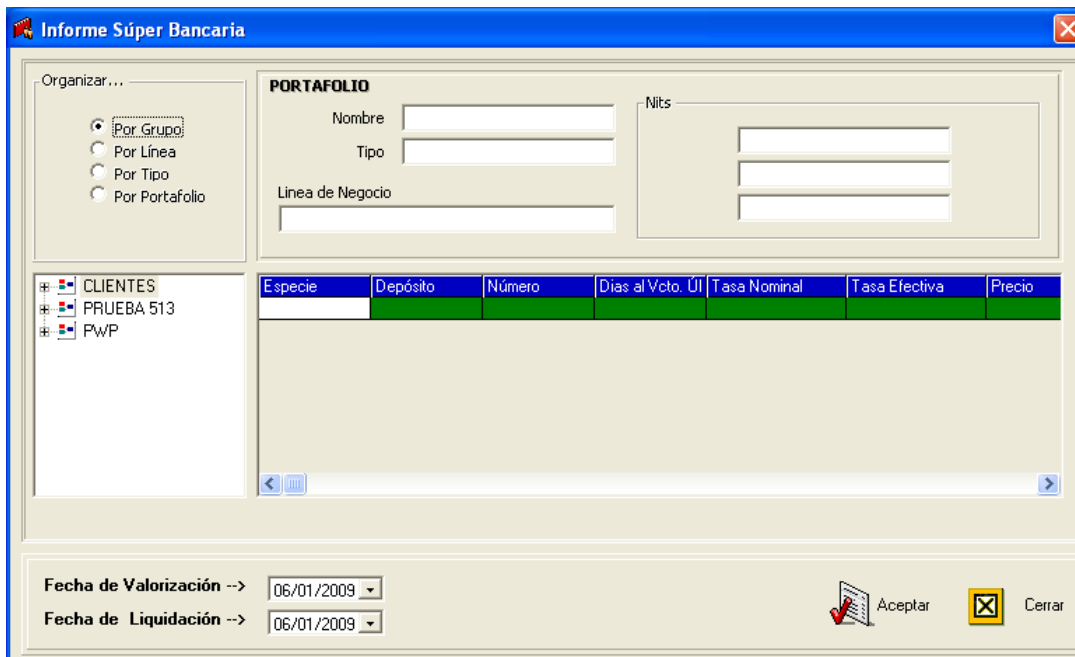 Informe Súper Bancaria
Organizar...
Por Grupo
Por Línea
Por Tipo
Por Portafolio
PORTAFOLIO
Nombre
Tipo
Linea de Negocio
Nits
CLIENTES
PRUEBA 513
PWP
Especie Depósito Número Dias al Vcto. Úl Tasa Nominal Tasa Efectiva Precio
Fecha de Valorización --> 06/01/2009
Fecha de Liquidación --> 06/01/2009
Aceptar Cerrar